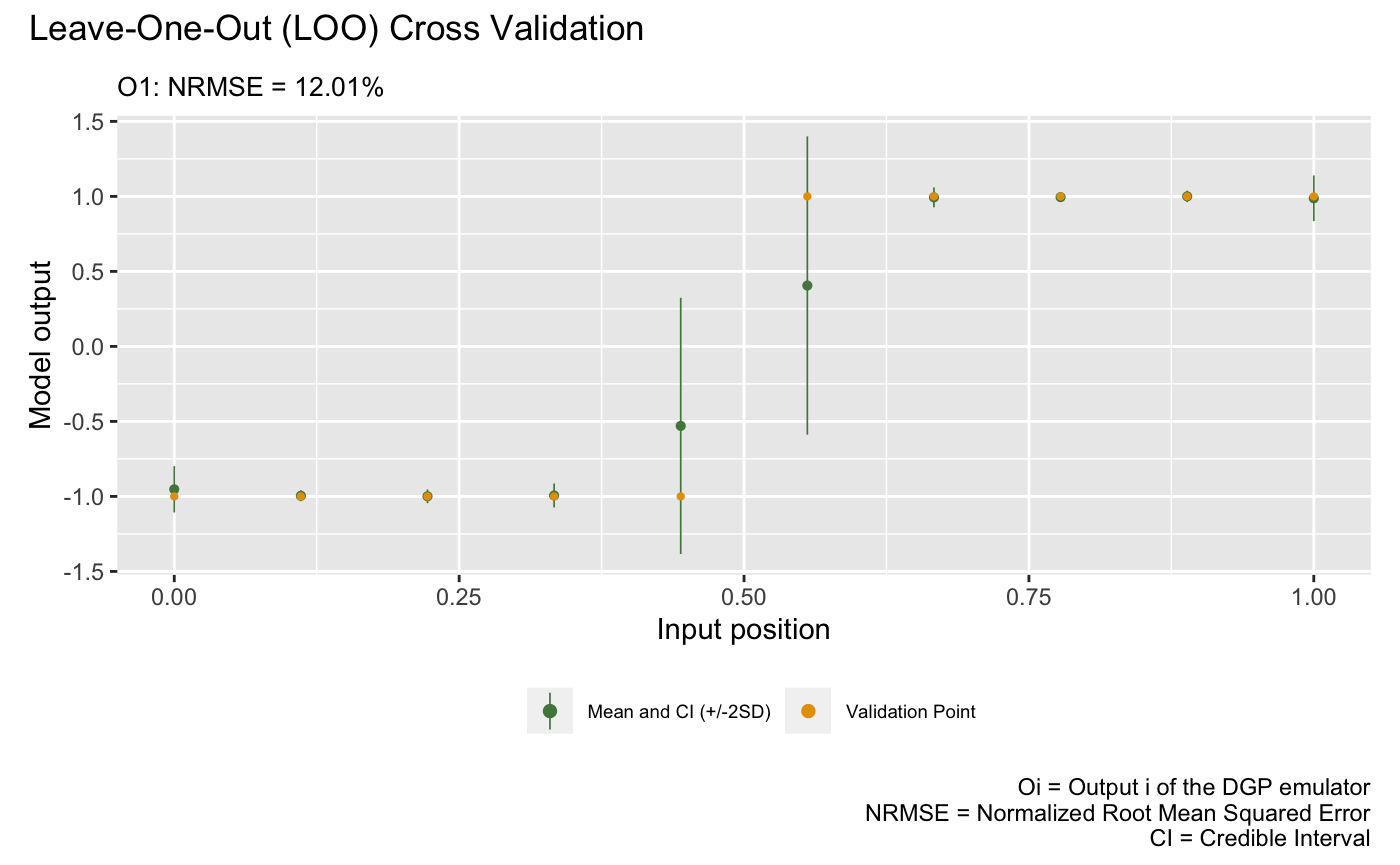 Leave-One-Out (LOO) Cross Validation
O1: NRMSE = 12.01%
1.5
1.0
0.5
0.0
-0.5
-1.0
-1.5
Model output
0.00 0.25 0.50 0.75 1.00
Input position
Mean and CI (+/-2SD) Validation Point
Oi = Output i of the DGP emulator
NRMSE = Normalized Root Mean Squared Error
CI = Credible Interval